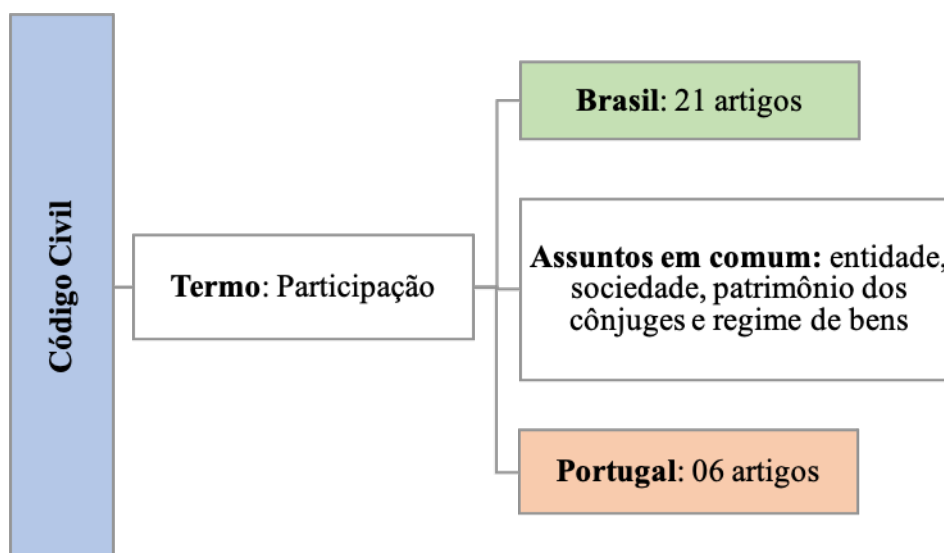 Código Civil
Termo: Participação
Brasil: 21 artigos
Assuntos em comum: entidade,
sociedade, patrimônio dos
cônjuges e regime de bens
Portugal: 06 artigos